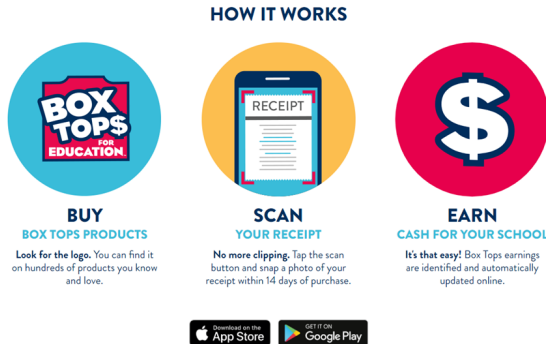 HOW IT WORKS
BOX
TOP$
FOR
EDUCATION
BUY
BOX TOPS PRODUCTS
Look for the logo. You can find it
on hundreds of products you know
and love.
RECEIPT
SCAN
YOUR RECEIPT
No more clipping. Tap the scan
button and snap a photo of your
receipt within 14 days of purchase.
$
EARN
CASH FOR YOUR SCHOOL
It's that easy! Box Tops earnings
are identified and automatically
updated online.
Download on the
App Store
GET IT ON
Google Play